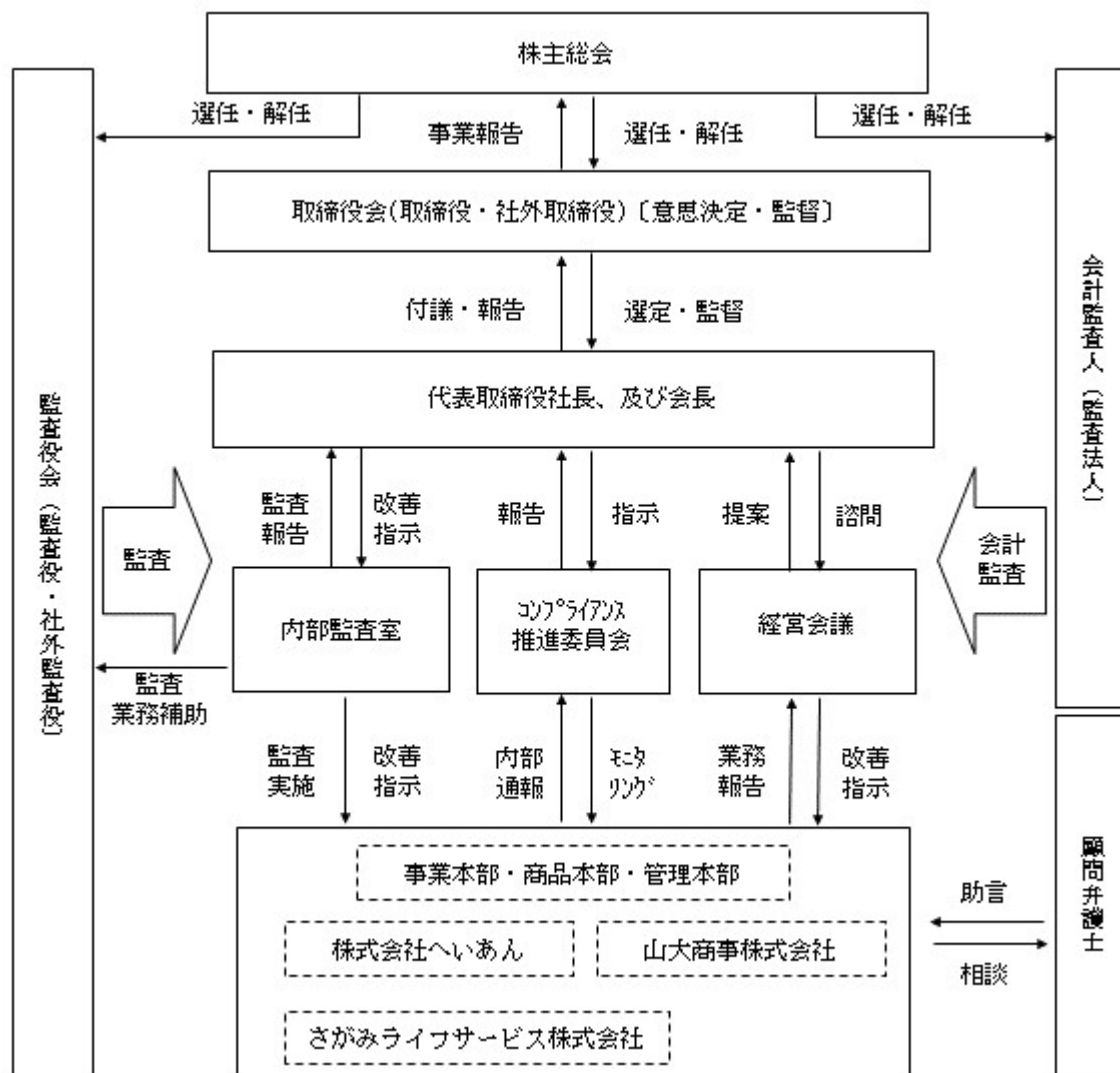 株主総会
選任・解任
事業報告
選任・解任
選任・解任
取締役会(取締役・社外取締役)〔意思決定・監督〕
付議・報告
選定・監督
代表取締役社長、及び会長
監査役会（監査役・社外監査役）
会計監査人（監査法人）
監査
報告
改善
指示
報告
指示
提案
諮問
監査
会計
監査
内部監査室
ｺﾝﾌﾟﾗｲｱﾝｽ
推進委員会
経営会議
監査
業務補助
監査
実施
改善
指示
内部
通報
ﾓﾆﾀ
ﾘﾝｸﾞ
業務
報告
改善
指示
事業本部・商品本部・管理本部
株式会社へいあん
山大商事株式会社
さがみライフサービス株式会社
助言
相談
顧問弁護士